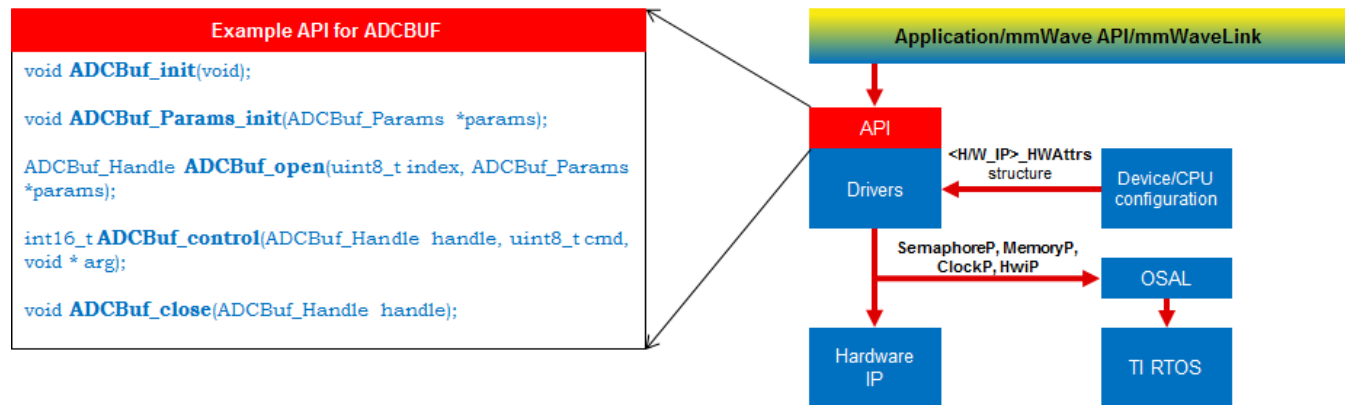 Example API for ADCBUF
void ADCBuf_init(void);
void ADCBuf_Params_init(ADCBuf_Params *params);
ADCBuf_Handle ADCBuf_open(uint8_t index, ADCBuf_Params
*params);
int16_t ADCBuf_control(ADCBuf_Handle handle, uint8_t cmd,
void * arg);
void ADCBuf_close(ADCBuf_Handle handle);
Application/mmWave API/mmWaveLink
API
Drivers
<H/W_IP>_HWAttrs
structure
Device/CPU
configuration
SemaphoreP, MemoryP,
ClockP, HwiP
OSAL
Hardware
IP
TI RTOS